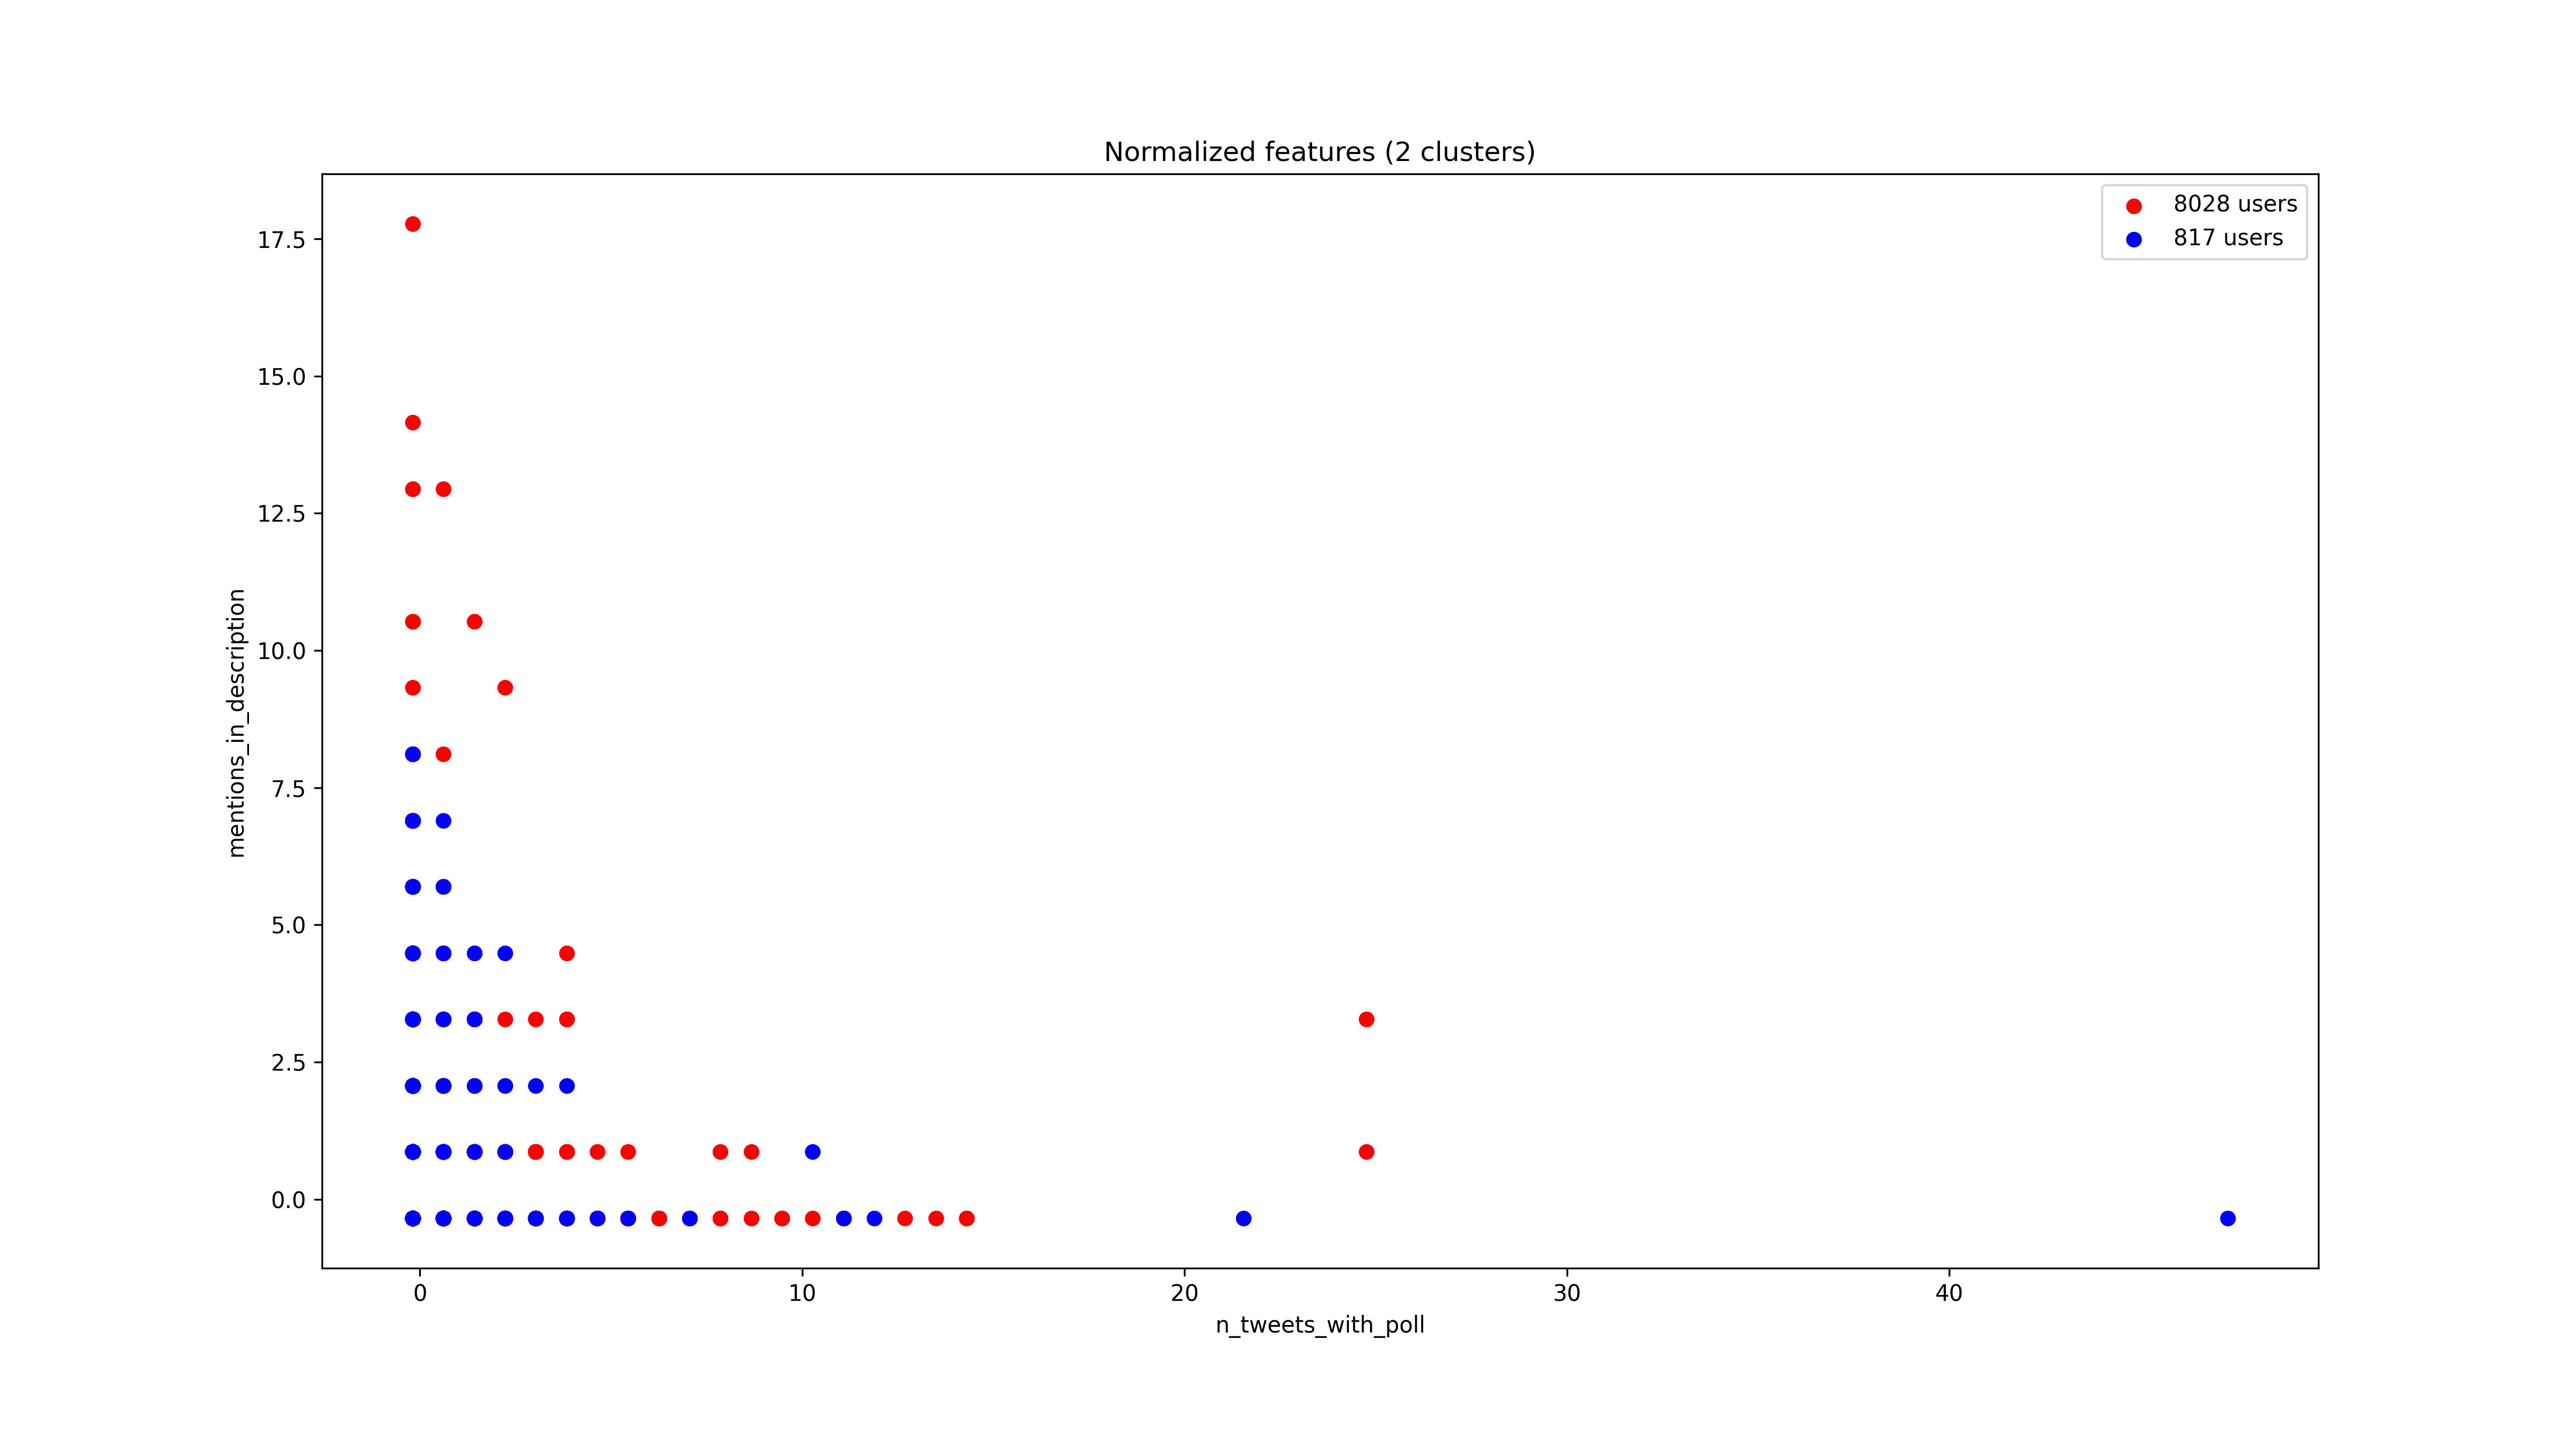 Normalized features (2 clusters)
8028 users
817 users
17.5
15.0
12.5
10.0
7.5
5.0
2.5
0.0
mentions_in_description
0 10 20 30 40
n_tweets_with_poll